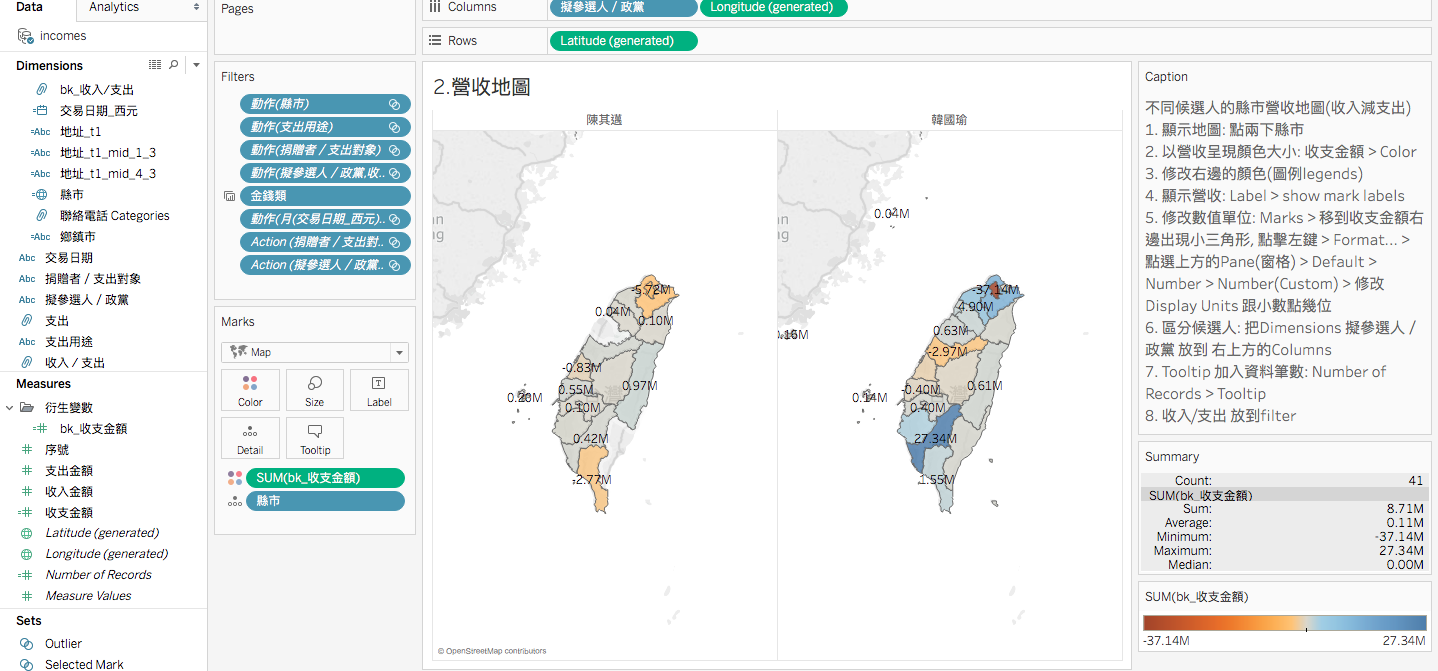 Data
Analytics
incomes
Dimensions
bk_收入/支出
交易日期_西元
地址_t1
地址_t1_mid_1_3
地址_t1_mid_4_3
縣市
聯絡電話 Categories
鄉鎮市
交易日期
捐贈者 / 支出對象
擬參選人 / 政黨
支出
支出用途
收入 / 支出
Measures
衍生變數
bk_收支金額
序號
支出金額
收入金額
收支金額
Latitude (generated)
Longitude (generated)
Number of Records
Measure Values
Sets
Outlier
Selected Mark
Pages
Filters
動作(縣市)
動作(支出用途)
動作(捐贈者 / 支出對象)
動作(擬參選人 / 政黨,收..
金錢類
動作(月(交易日期_西元)..
Action (捐贈者 / 支出對..
Action (擬參選人 / 政黨..
Marks
Map
Color
Size
Label
Detail
Tooltip
SUM(bk_收支金額)
縣市
Columns
擬參選人 / 政黨
Longitude (generated)
Rows
Latitude (generated)
2.營收地圖
陳其邁
韓國瑜
-5.72M
0.04M
0.10M
-0.83M
0.97M
0.55M
0.10M
0.42M
-2.77M
0.04M
-37.14M
4.90M
0.63M
-2.97M
0.61M
-0.40M
0.14M
0.40M
27.34M
1.55M
© OpenStreetMap contributors
Caption
不同候選人的縣市營收地圖(收入減支出)
1. 顯示地圖: 點兩下縣市
2. 以營收呈現顏色大小: 收支金額 > Color
3. 修改右邊的顏色(圖例legends)
4. 顯示營收: Label > show mark labels
5. 修改數值單位: Marks > 移到收支金額右
邊出現小三角形, 點擊左鍵 > Format... >
點選上方的Pane(窗格) > Default >
Number > Number(Custom) > 修改
Display Units 跟小數點幾位
6. 區分候選人: 把Dimensions 擬參選人 /
政黨 放到 右上方的Columns
7. Tooltip 加入資料筆數: Number of
Records > Tooltip
8. 收入/支出 放到filter
Summary
Count: 41
SUM(bk_收支金額)
Sum: 8.71M
Average: 0.11M
Minimum: -37.14M
Maximum: 27.34M
Median: 0.00M
SUM(bk_收支金額)
-37.14M
27.34M